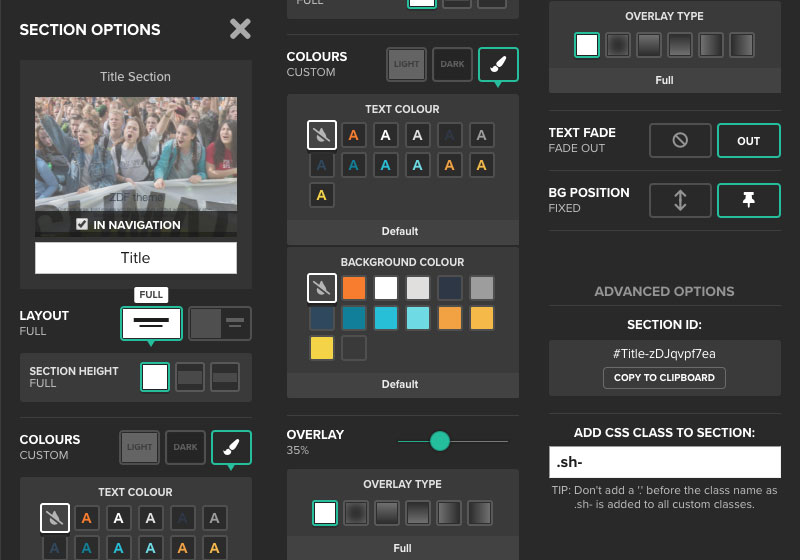 SECTION OPTIONS
Title Section
ZDF theme
IN NAVIGATION
Title
FULL
LAYOUT
FULL
SECTION HEIGHT
FULL
COLOURS
CUSTOM
LIGHT
DARK
TEXT COLOUR
A A A A A
A A A A A A
FULL
COLOURS
CUSTOM
LIGHT
DARK
TEXT COLOUR
A A A A A
A A A A A A
A
Default
BACKGROUND COLOUR
Default
OVERLAY
35%
OVERLAY TYPE
Full
OVERLAY TYPE
Full
TEXT FADE
FADE OUT
OUT
BG POSITION
FIXED
ADVANCED OPTIONS
SECTION ID:
#Title-zDJqvpf7ea
COPY TO CLIPBOARD
ADD CSS CLASS TO SECTION:
.sh-
TIP: Don't add a '.' before the class name as
.sh- is added to all custom classes.